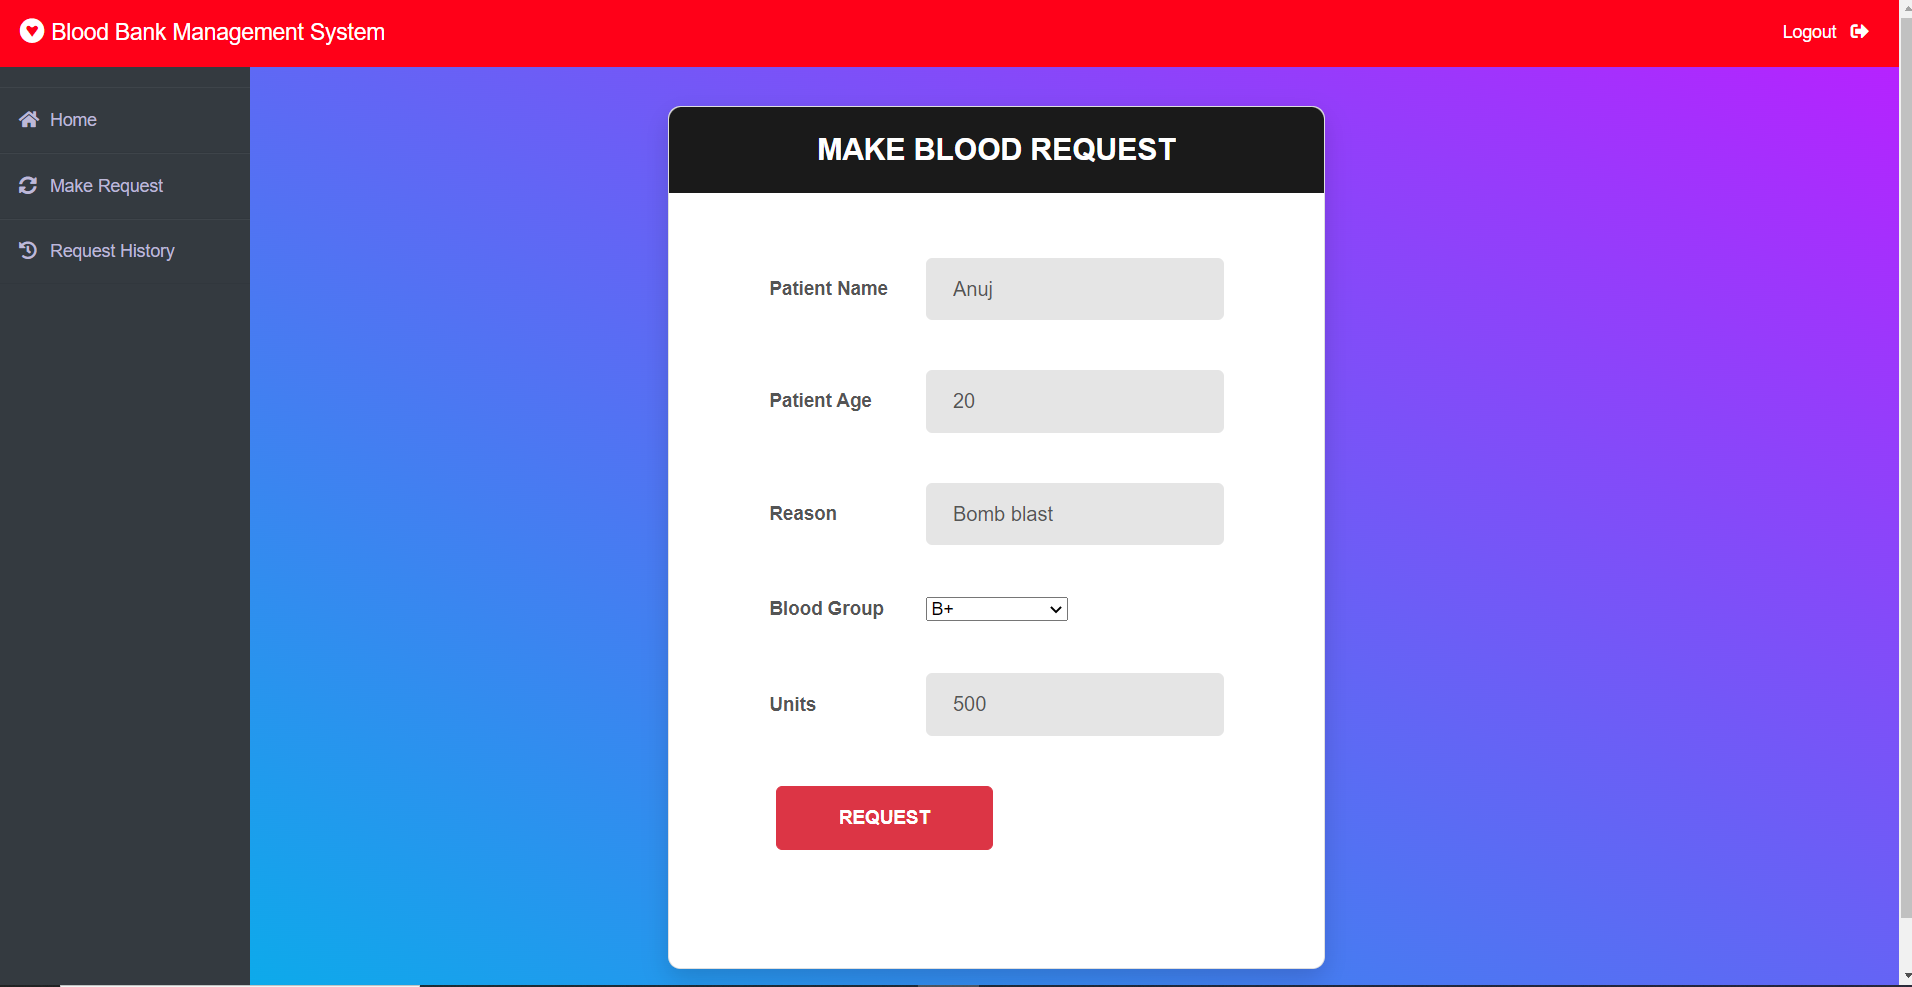 Blood Bank Management System
Logout
Home
Make Request
Request History
MAKE BLOOD REQUEST
Patient Name Anuj
Patient Age 20
Reason Bomb blast
Blood Group B+
Units 500
REQUEST